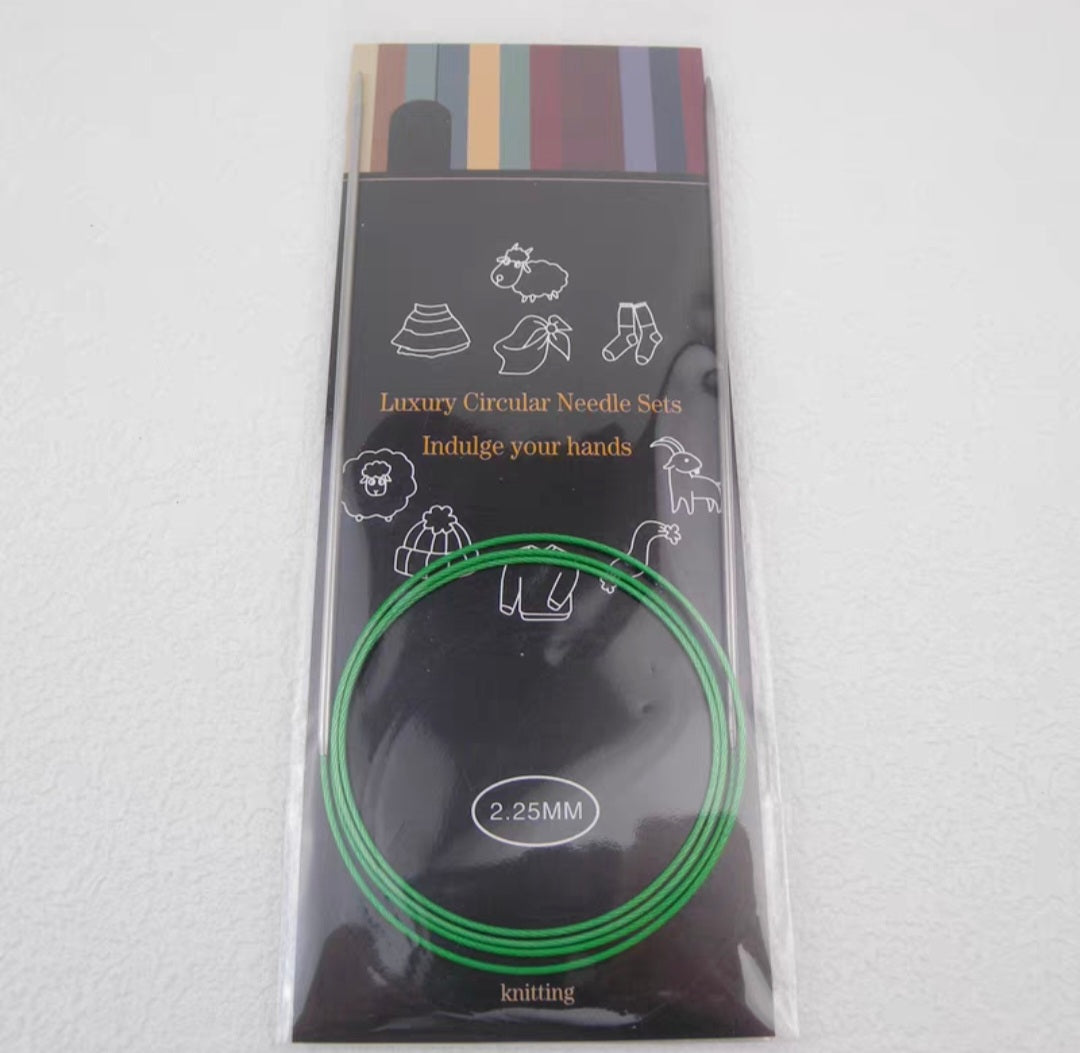 Luxury Circular Needle Sets
Indulge your hands
2.25MM
knitting